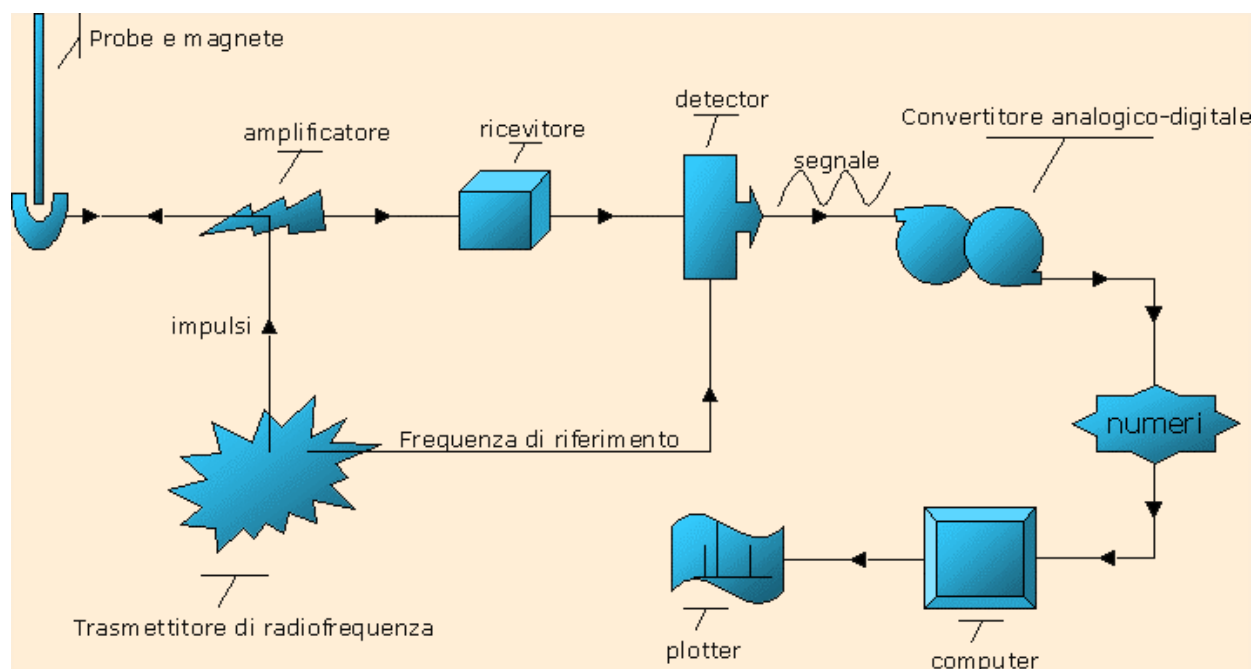 Probe e magnete
amplificatore
ricevitore
detector
segnale
Convertitore analogico-digitale
impulsi
Frequenza di riferimento
numeri
Trasmettitore di radiofrequenza
plotter
computer